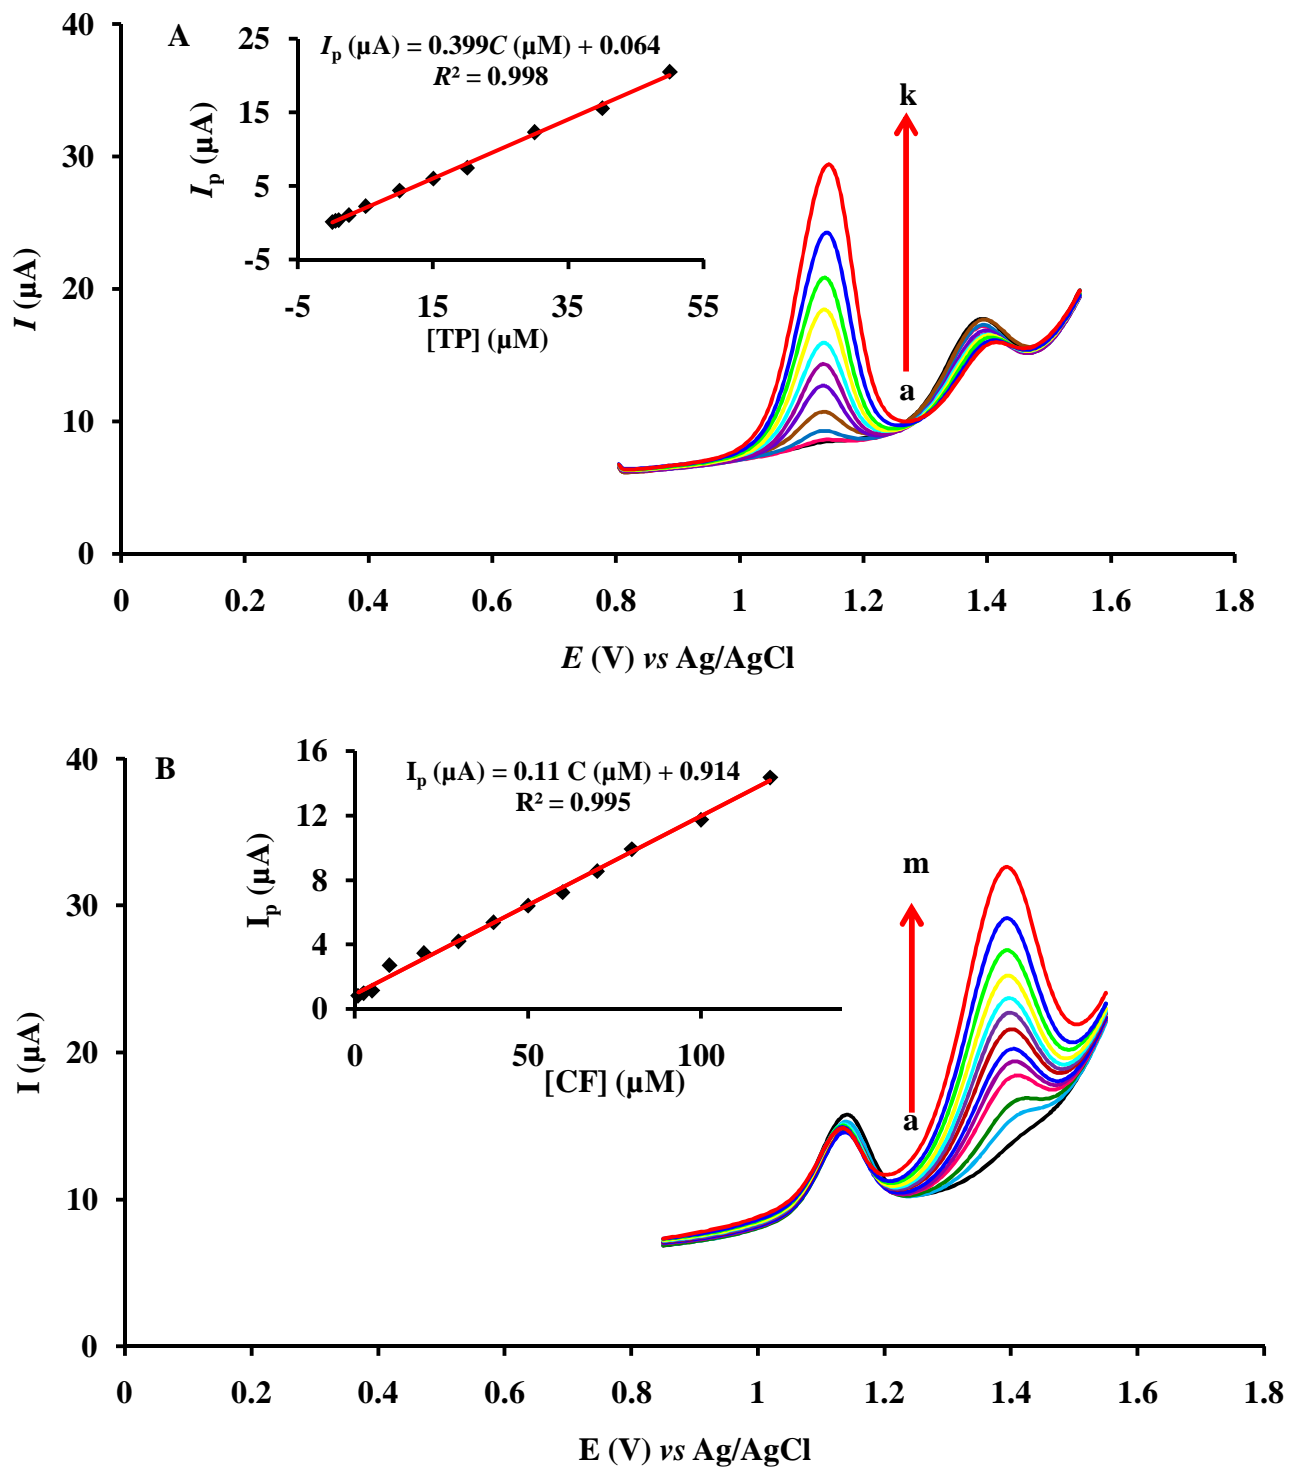 40
30
20
10
0
I (µA)
A
25
15
5
-5
Ip (µA)
Ip (µA) = 0.399C (µM) + 0.064
R² = 0.998
-5 15 35 55
[TP] (µM)
k
a
0 0.2 0.4 0.6 0.8 1 1.2 1.4 1.6 1.8
E (V) vs Ag/AgCl
40
30
20
10
0
I (µA)
B
16
12
8
4
0
Ip (µA)
Ip (µA) = 0.11 C (µM) + 0.914
R² = 0.995
0 50 100
[CF] (µM)
m
a
0 0.2 0.4 0.6 0.8 1 1.2 1.4 1.6 1.8
E (V) vs Ag/AgCl